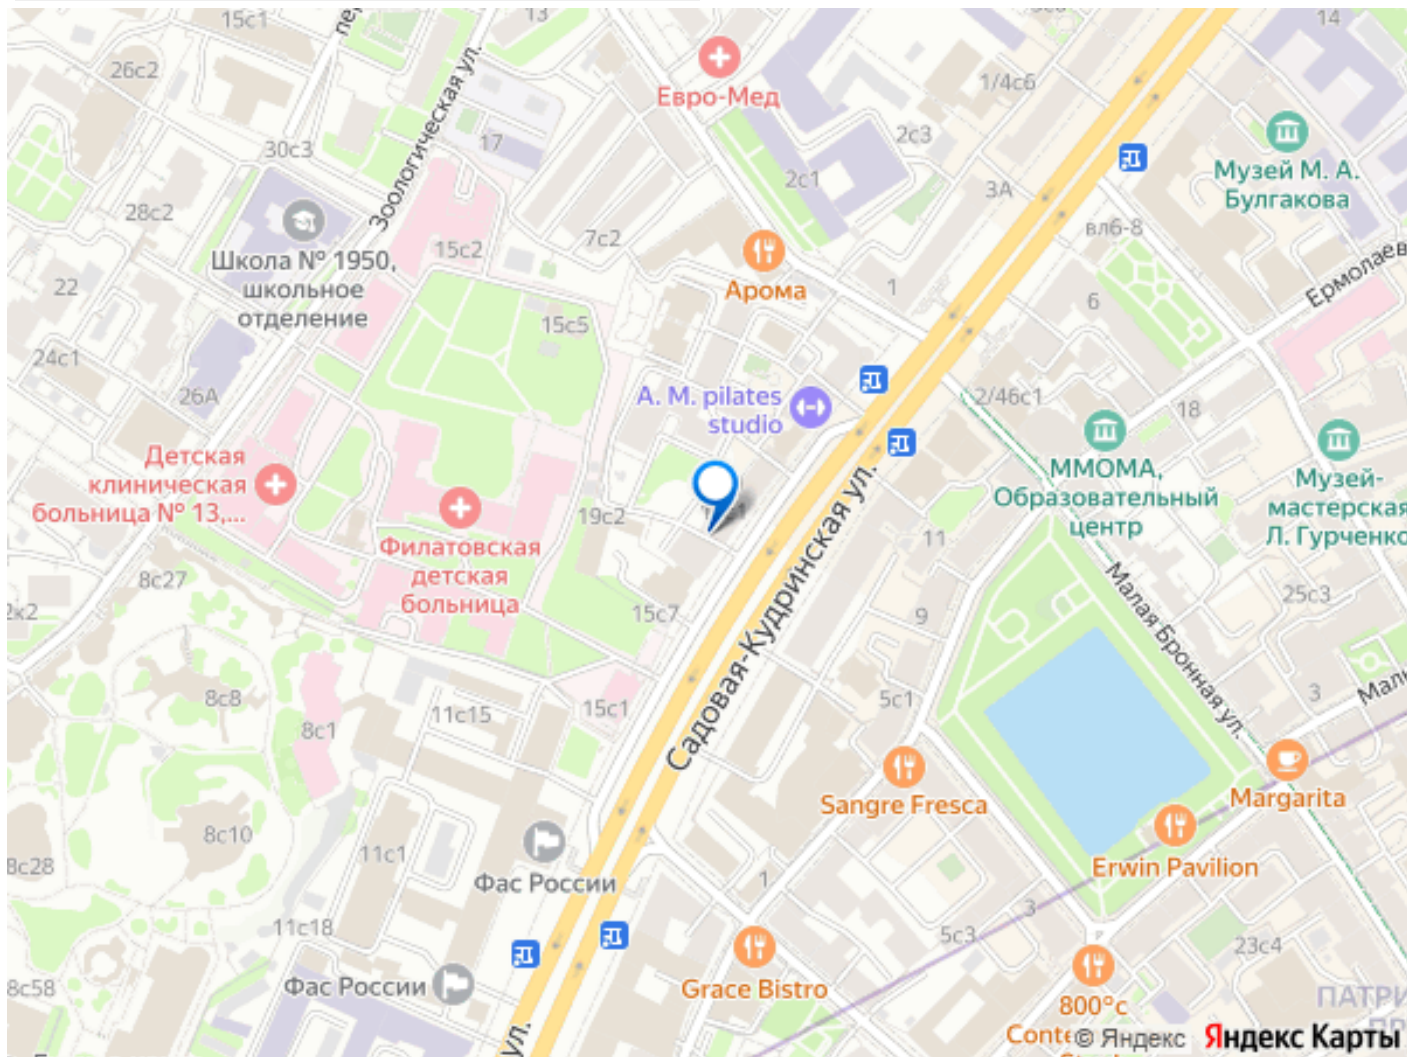 15с1
13
14
26с2
Евро-Мед
1/4с6
Зоологическая ул.
2с3
30с3
17
Музей М. А.
Булгакова
2с1
3А
28с2
вл6-8
7с2
15с2
Школа № 1950,
школьное
отделение
Арома
Ермолаев
22
1
6
15с5
24с1
26А
A. M. pilates
studio
2/46с1
18
Детская
клиническая
больница № 13,...
ММОМА,
Образовательный
центр
Музей-
мастерская
Л. Гурченко
19с2
Филатовская
детская
больница
11
Садовая-Кудринская ул.
8с27
25с3
15с7
9
Малая Бронная ул.
8с8
5с1
3
15с1
11с15
8с1
Sangre Fresca
Margarita
8с10
8с28
11с1
Erwin Pavilion
Фас России
1
3
11с18
5с3
23с4
8с58
Фас России
Grace Bistro
800°с
ПАТРИ
ул.
© Яндекс
Яндекс Карты